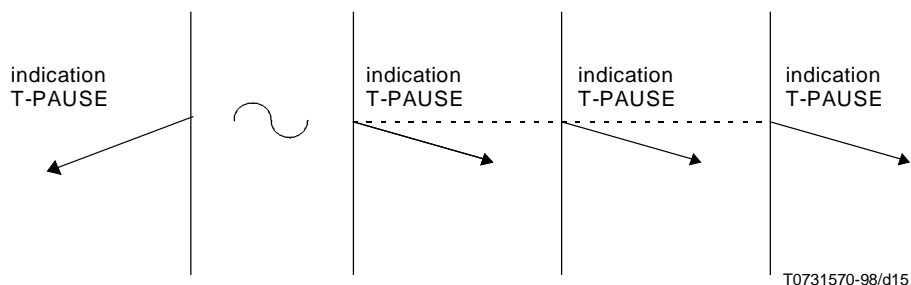 indication
T-PAUSE
indication
T-PAUSE
indication
T-PAUSE
indication
T-PAUSE
T0731570-98/d15